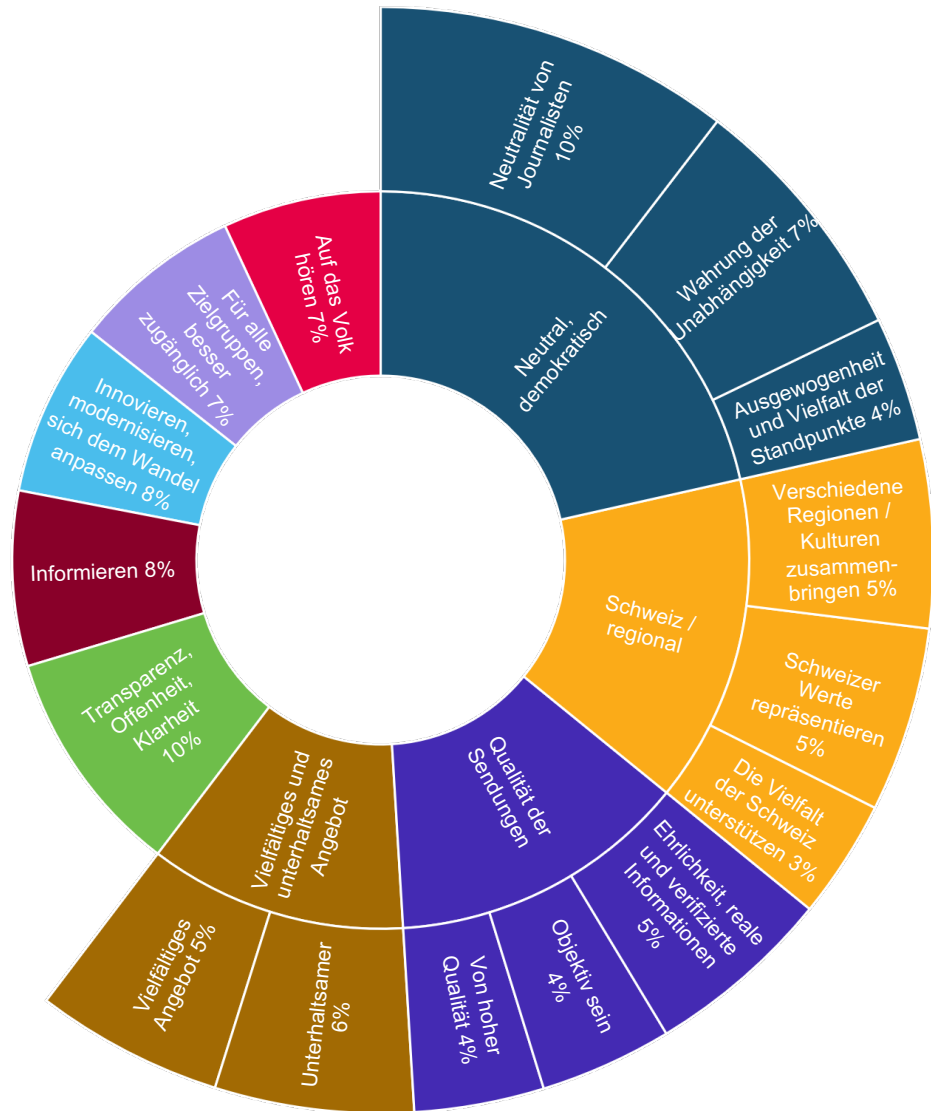 Neutralität von
Journalisten
10%
Wahrung der
Unabhängigkeit 7%
Ausgewogenheit
und Vielfalt der
Standpunkte 4%
Neutral,
demokratisch
Verschiedene
Regionen /
Kulturen
zusammen-
bringen 5%
Schweizer
Werte
repräsentieren
5%
Die Vielfalt
der Schweiz
unterstützen 3%
Schweiz /
regional
Ehrlichkeit, reale
und verifizierte
Informationen
5%
Objektiv sein
4%
Von hoher
Qualität 4%
Qualität der
Sendungen
Unterhaltsamer
6%
Vielfältiges
Angebot 5%
Vielfältiges und
unterhaltsames
Angebot
Transparenz,
Offenheit,
Klarheit
10%
Informieren 8%
Innovieren,
modernisieren,
sich dem Wandel
anpassen 8%
Für alle
Zielgruppen,
besser
zugänglich 7%
Auf das Volk
hören 7%